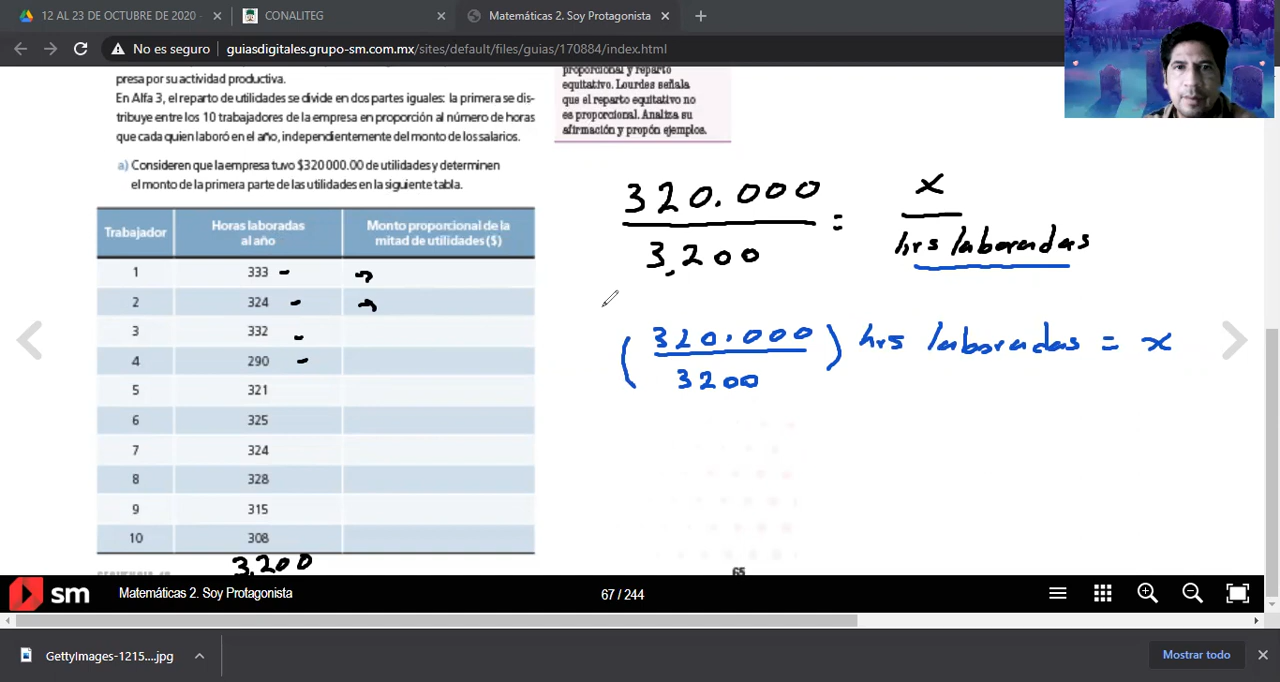 12 AL 23 DE OCTUBRE DE 2020 -
CONALITEG
Matemáticas 2. Soy Protagonista
No es seguro
guiasdigitales.grupo-sm.com.mx/sites/default/files/guias/170884/index.html
presa por su actividad productiva.
En Alfa 3, el reparto de utilidades se divide en dos partes iguales: la primera se dis-
tribuye entre los 10 trabajadores de la empresa en proporción al número de horas
que cada quien laboró en el año, independientemente del monto de los salarios.
a) Consideren que la empresa tuvo $320 000.00 de utilidades y determinen
el monto de la primera parte de las utilidades en la siguiente tabla.
proporcional y reparto
equitativo. Lourdes señala
que el reparto equitativo no
es proporcional. Analiza su
afirmación y propón ejemplos.
Trabajador Horas laboradas al año Monto proporcional de la mitad de utilidades ($)
1 333 - →
2 324 - →
3 332 -
4 290 -
5 321
6 325
7 324
8 328
9 315
10 308
3,200
320.000 / 3,200 = x / hrs laboradas
(320.000 / 3200) hrs laboradas = x
65
sm
Matemáticas 2. Soy Protagonista
67 / 244
GettyImages-1215....jpg
Mostrar todo